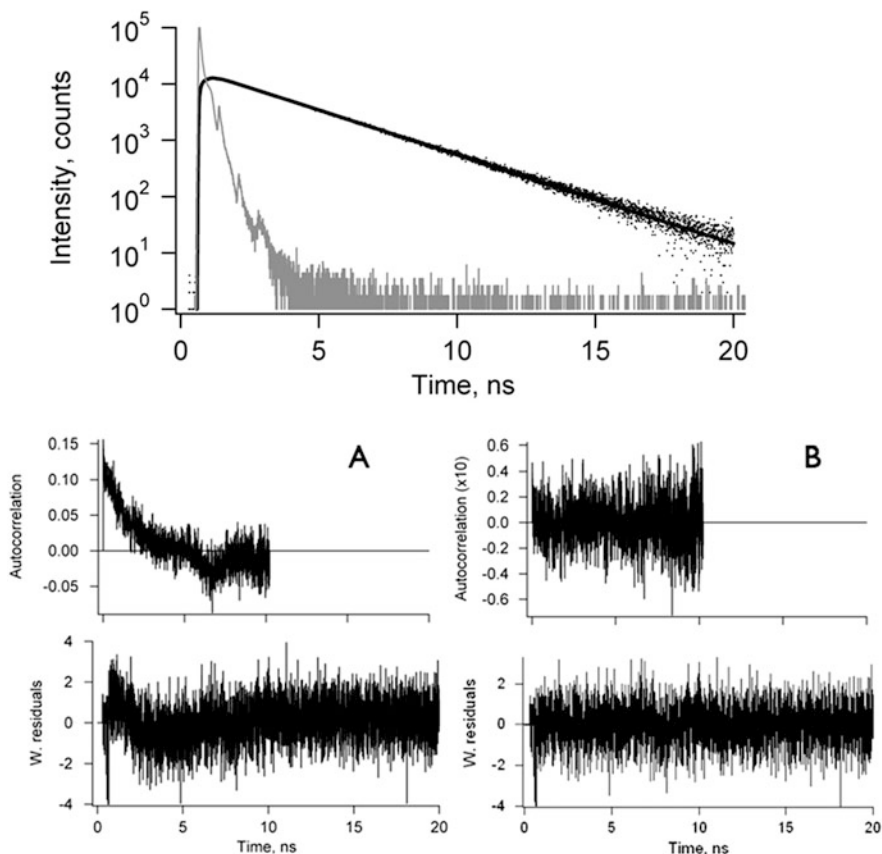 Intensity, counts
10^5
10^4
10^3
10^2
10^1
10^0
0 5 10 15 20
Time, ns
A
Autocorrelation
0.15
0.10
0.05
0.00
-0.05
W. residuals
4
2
0
-2
-4
0 5 10 15 20
Time, ns
B
Autocorrelation (x10)
0.6
0.4
0.2
0.0
-0.2
-0.4
-0.6
W. residuals
4
2
0
-2
-4
0 5 10 15 20
Time, ns